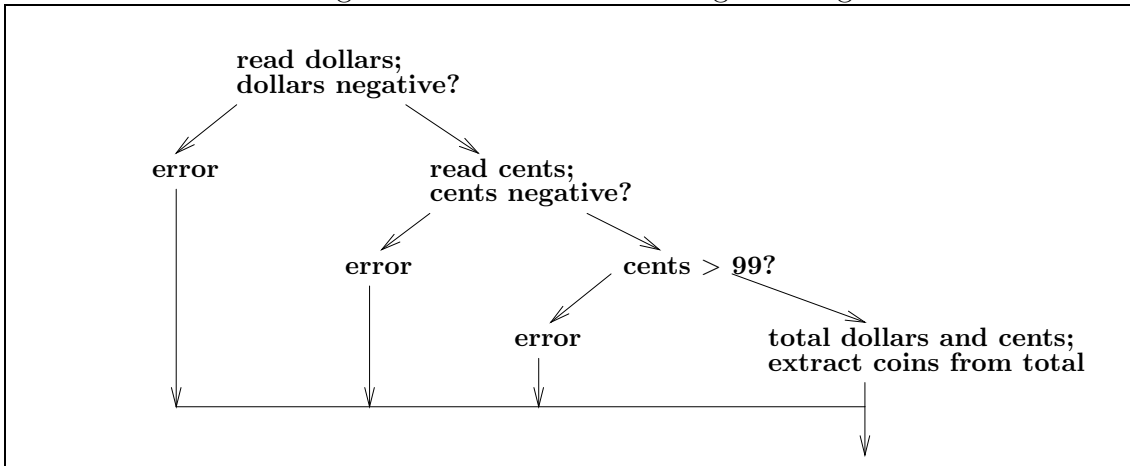 read dollars;
dollars negative?
error
read cents;
cents negative?
error
cents > 99?
error
total dollars and cents;
extract coins from total